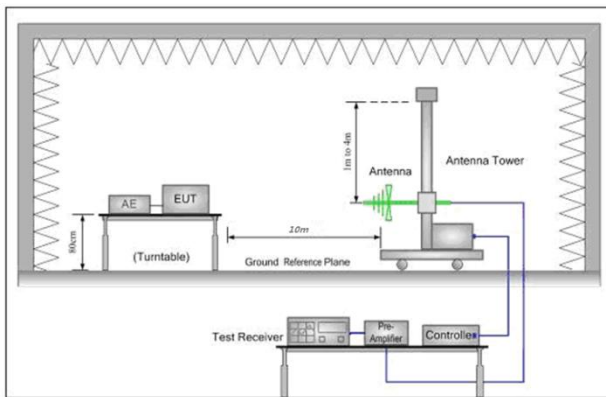 1m to 4m
Antenna
Antenna Tower
AE
EUT
80cm
(Turntable)
10m
Ground Reference Plane
Test Receiver
Pre-
Amplifier
Controller